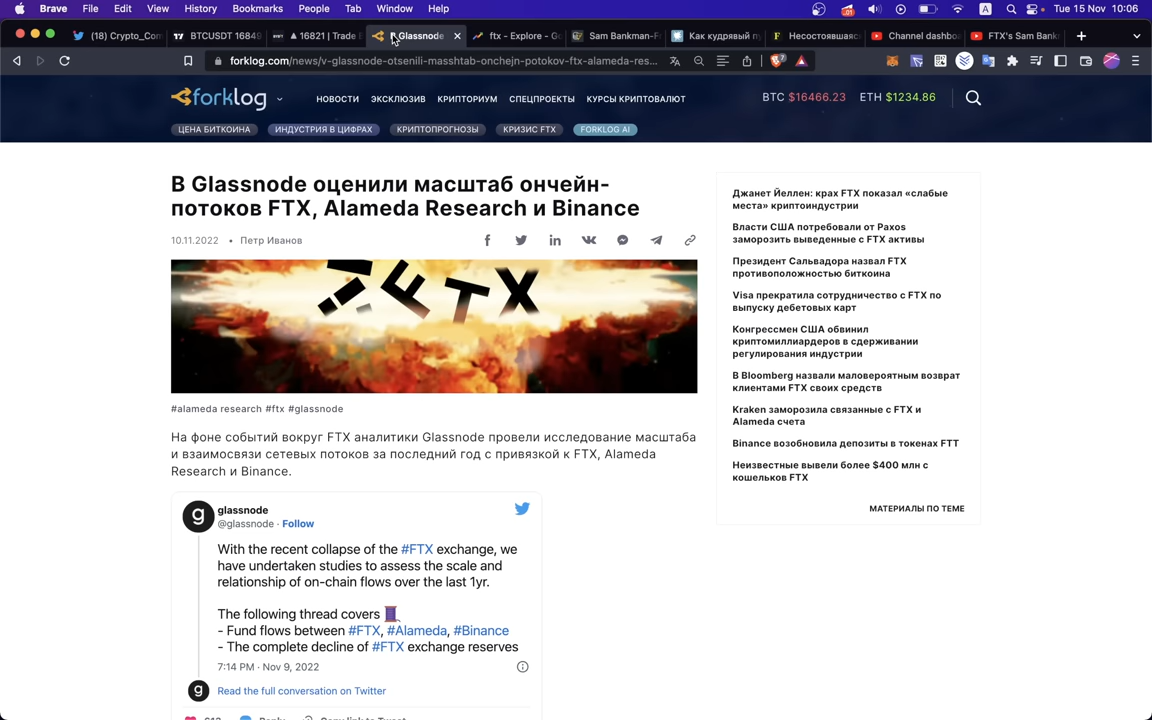 Brave File Edit View History Bookmarks People Tab Window Help A Tue 15 Nov 10:06
(18) Crypto_Con BTCUSDT 16849 16821 | Trade Glassnode ftx - Explore - Go Sam Bankman-F Как кудрявый Несостоявшаяс Channel dashbo FTX's Sam Bank
forklog.com/news/v-glassnode-otsenili-masshtab-onchejn-potokov-ftx-alameda-res...
forklog
НОВОСТИ ЭКСКЛЮЗИВ КРИПТОРИУМ СПЕЦПРОЕКТЫ КУРСЫ КРИПТОВАЛЮТ
BTC $16466.23 ETH $1234.86
ЦЕНА БИТКОИНА ИНДУСТРИЯ В ЦИФРАХ КРИПТОПРОГНОЗЫ КРИЗИС FTX FORKLOG AI
В Glassnode оценили масштаб ончейн-
потоков FTX, Alameda Research и Binance
10.11.2022 • Петр Иванов
FTX
#alameda research #ftx #glassnode
На фоне событий вокруг FTX аналитики Glassnode провели исследование масштаба
и взаимосвязи сетевых потоков за последний год с привязкой к FTX, Alameda
Research и Binance.
g
glassnode
@glassnode · Follow
With the recent collapse of the #FTX exchange, we
have undertaken studies to assess the scale and
relationship of on-chain flows over the last 1yr.
The following thread covers
- Fund flows between #FTX, #Alameda, #Binance
- The complete decline of #FTX exchange reserves
7:14 PM · Nov 9, 2022
g
Read the full conversation on Twitter
Reply Copy link to Tweet
Джанет Йеллен: крах FTX показал «слабые
места» криптоиндустрии
Власти США потребовали от Paxos
заморозить выведенные с FTX активы
Президент Сальвадора назвал FTX
противоположностью биткоина
Visa прекратила сотрудничество с FTX по
выпуску дебетовых карт
Конгрессмен США обвинил
криптомиллиардеров в сдерживании
регулирования индустрии
В Bloomberg назвали маловероятным возврат
клиентами FTX своих средств
Kraken заморозила связанные с FTX и
Alameda счета
Binance возобновила депозиты в токенах FTT
Неизвестные вывели более $400 млн с
кошельков FTX
МАТЕРИАЛЫ ПО ТЕМЕ